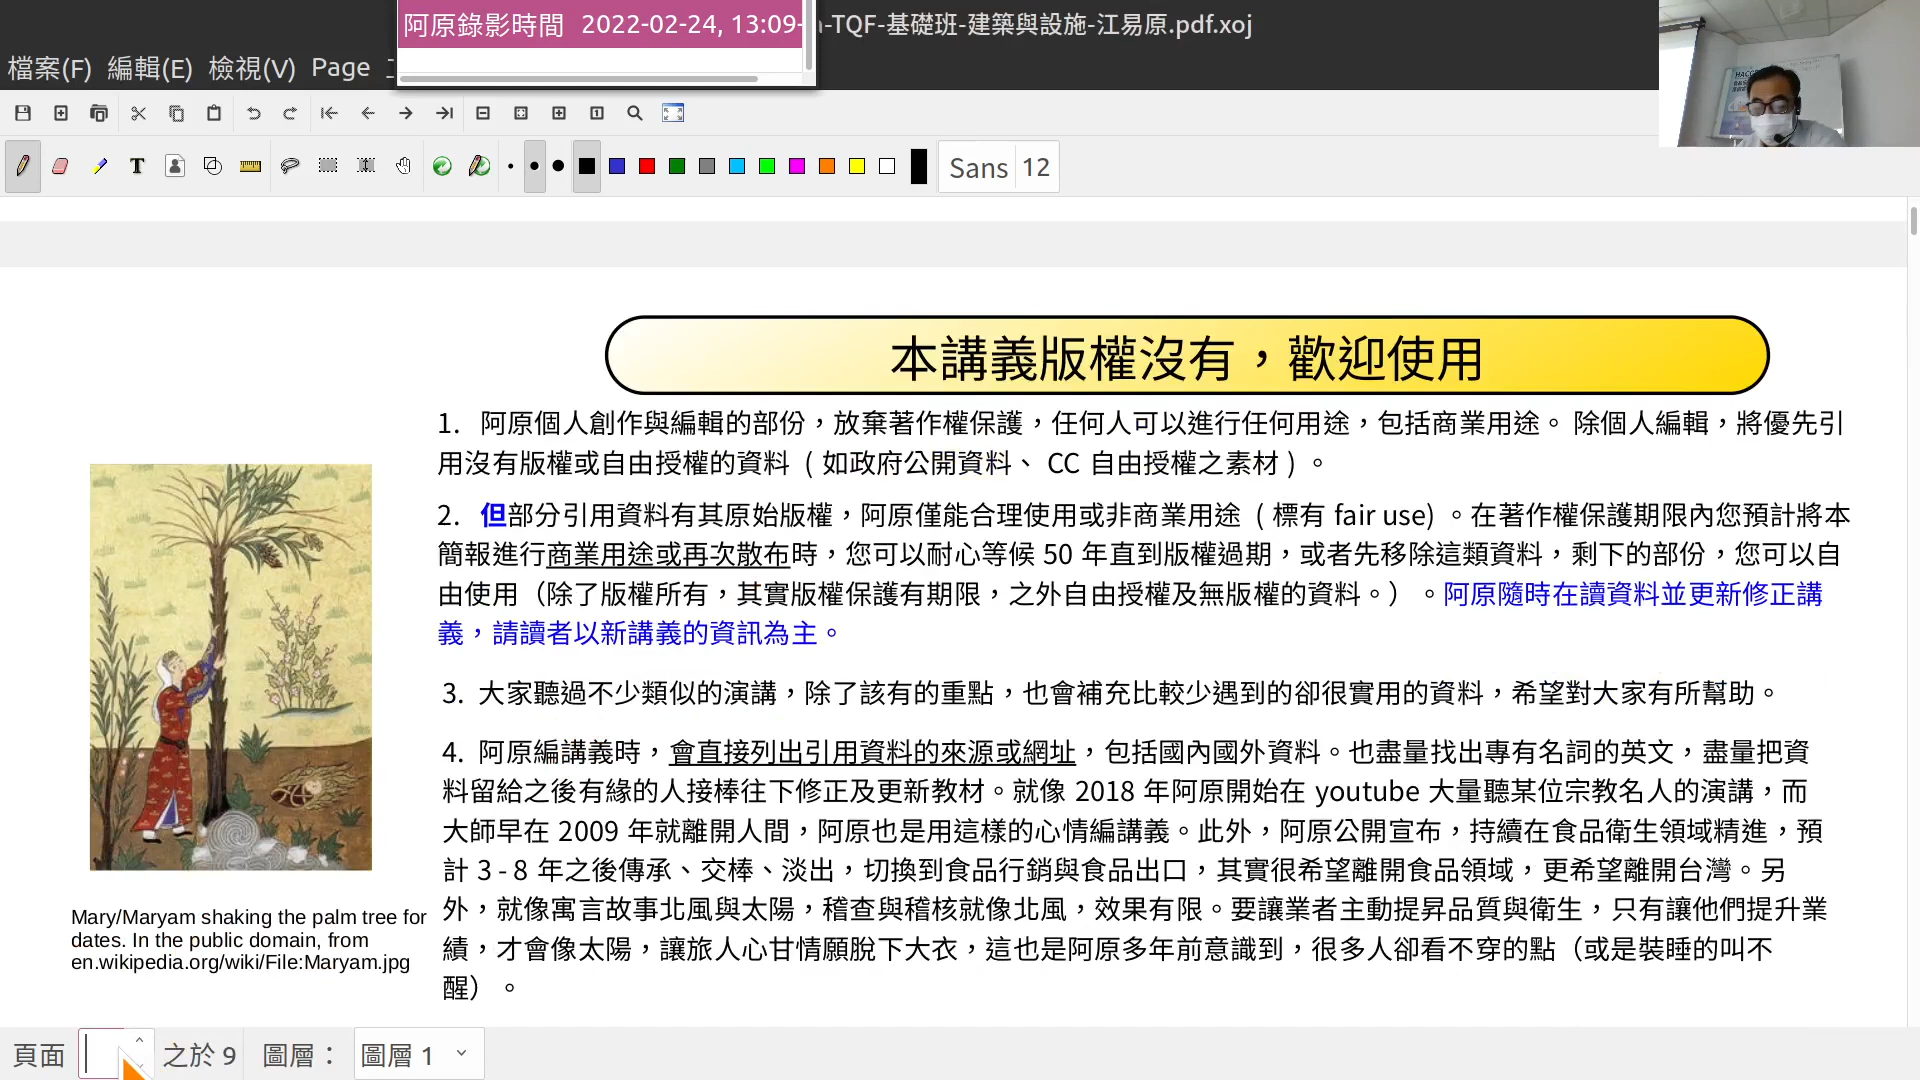 阿原錄影時間 2022-02-24, 13:09-
-TQF-基礎班-建築與設施-江易原.pdf.xoj
檔案(F) 編輯(E) 檢視(V) Page
HACC
T
Sans 12
本講義版權沒有，歡迎使用
1. 阿原個人創作與編輯的部份，放棄著作權保護，任何人可以進行任何用途，包括商業用途。 除個人編輯，將優先引
用沒有版權或自由授權的資料 ( 如政府公開資料、 CC 自由授權之素材 ) 。
2. 但部分引用資料有其原始版權，阿原僅能合理使用或非商業用途 ( 標有 fair use) 。在著作權保護期限內您預計將本
簡報進行商業用途或再次散布時，您可以耐心等候 50 年直到版權過期，或者先移除這類資料，剩下的部份，您可以自
由使用（除了版權所有，其實版權保護有期限，之外自由授權及無版權的資料。）。阿原隨時在讀資料並更新修正講
義，請讀者以新講義的資訊為主。
3. 大家聽過不少類似的演講，除了該有的重點，也會補充比較少遇到的卻很實用的資料，希望對大家有所幫助。
4. 阿原編講義時，會直接列出引用資料的來源或網址，包括國內國外資料。也盡量找出專有名詞的英文，盡量把資
料留給之後有緣的人接棒往下修正及更新教材。就像 2018 年阿原開始在 youtube 大量聽某位宗教名人的演講，而
大師早在 2009 年就離開人間，阿原也是用這樣的心情編講義。此外，阿原公開宣布，持續在食品衛生領域精進，預
計 3 - 8 年之後傳承、交棒、淡出，切換到食品行銷與食品出口，其實很希望離開食品領域，更希望離開台灣。另
外，就像寓言故事北風與太陽，稽查與稽核就像北風，效果有限。要讓業者主動提昇品質與衛生，只有讓他們提升業
績，才會像太陽，讓旅人心甘情願脫下大衣，這也是阿原多年前意識到，很多人卻看不穿的點（或是裝睡的叫不
醒）。
Mary/Maryam shaking the palm tree for
dates. In the public domain, from
en.wikipedia.org/wiki/File:Maryam.jpg
頁面 之於 9 圖層： 圖層 1